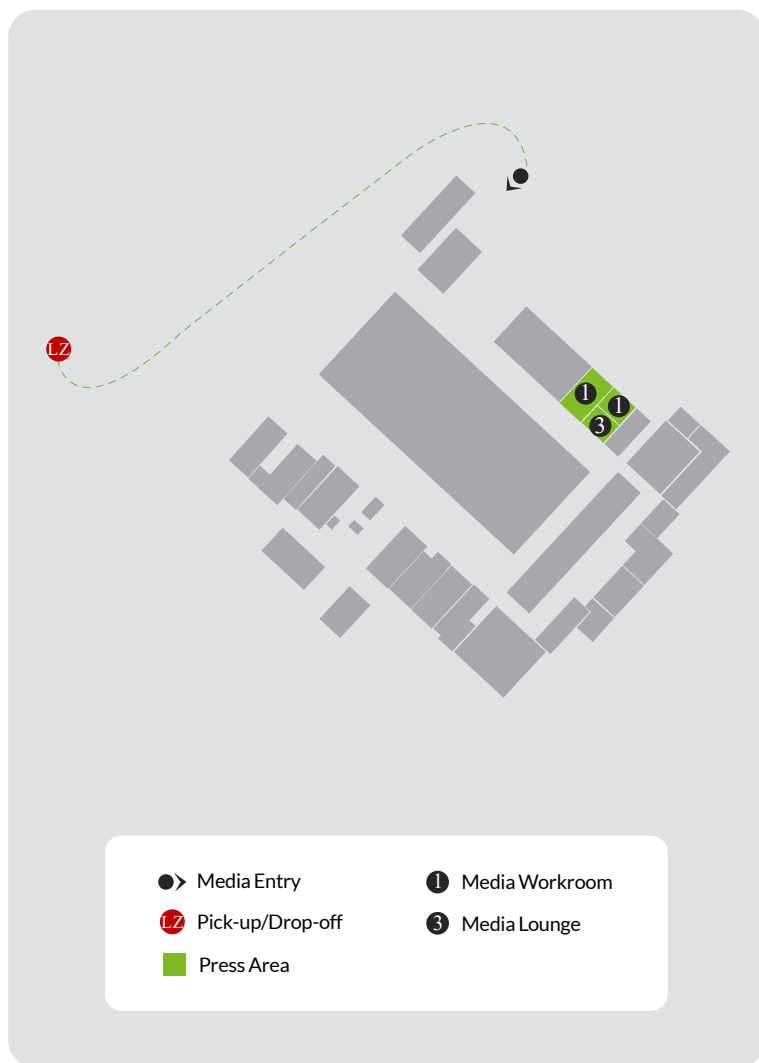 LZ
1
1
3
Media Entry
1 Media Workroom
LZ Pick-up/Drop-off
3 Media Lounge
Press Area